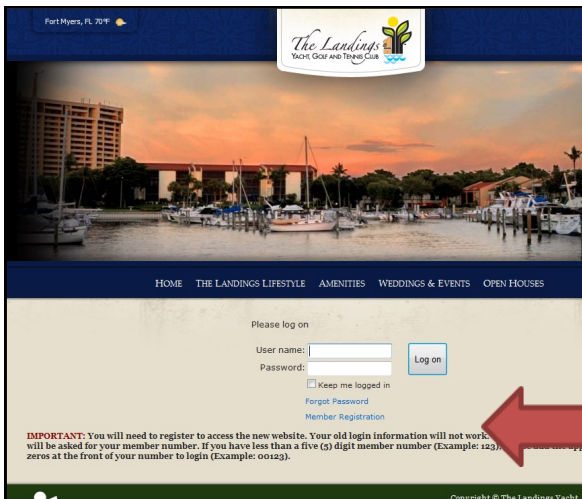 Fort Myers, FL 70°F
The Landings
YACHT, GOLF AND TENNIS CLUB
HOME THE LANDINGS LIFESTYLE AMENITIES WEDDINGS & EVENTS OPEN HOUSES
Please log on
User name:
Password:
Log on
Keep me logged in
Forgot Password
Member Registration
IMPORTANT: You will need to register to access the new website. Your old login information will not work.
will be asked for your member number. If you have less than a five (5) digit member number (Example: 123),
zeros at the front of your number to login (Example: 00123).
Copyright © The Landings Yacht